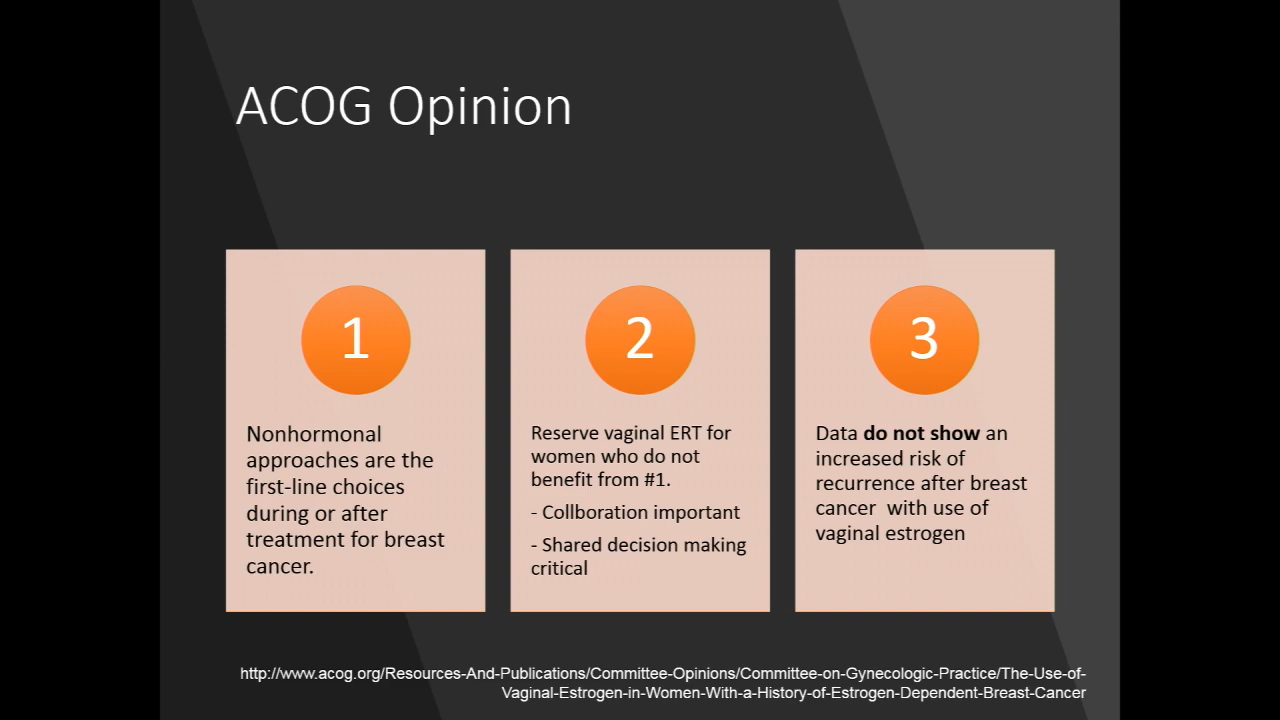 ACOG Opinion
1
Nonhormonal
approaches are the
first-line choices
during or after
treatment for breast
cancer.
2
Reserve vaginal ERT for
women who do not
benefit from #1.
- Collboration important
- Shared decision making
critical
3
Data do not show an
increased risk of
recurrence after breast
cancer  with use of
vaginal estrogen
http://www.acog.org/Resources-And-Publications/Committee-Opinions/Committee-on-Gynecologic-Practice/The-Use-of-
Vaginal-Estrogen-in-Women-With-a-History-of-Estrogen-Dependent-Breast-Cancer